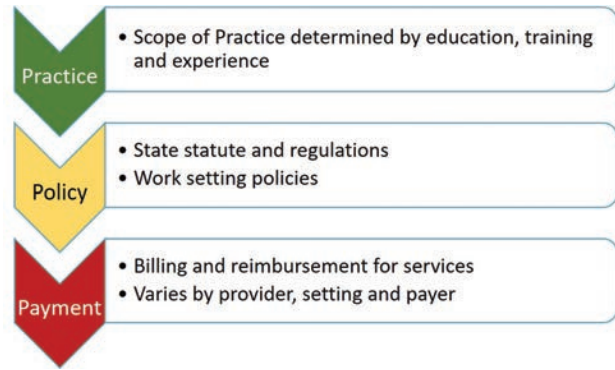 Practice
• Scope of Practice determined by education, training
and experience
Policy
• State statute and regulations
• Work setting policies
Payment
• Billing and reimbursement for services
• Varies by provider, setting and payer